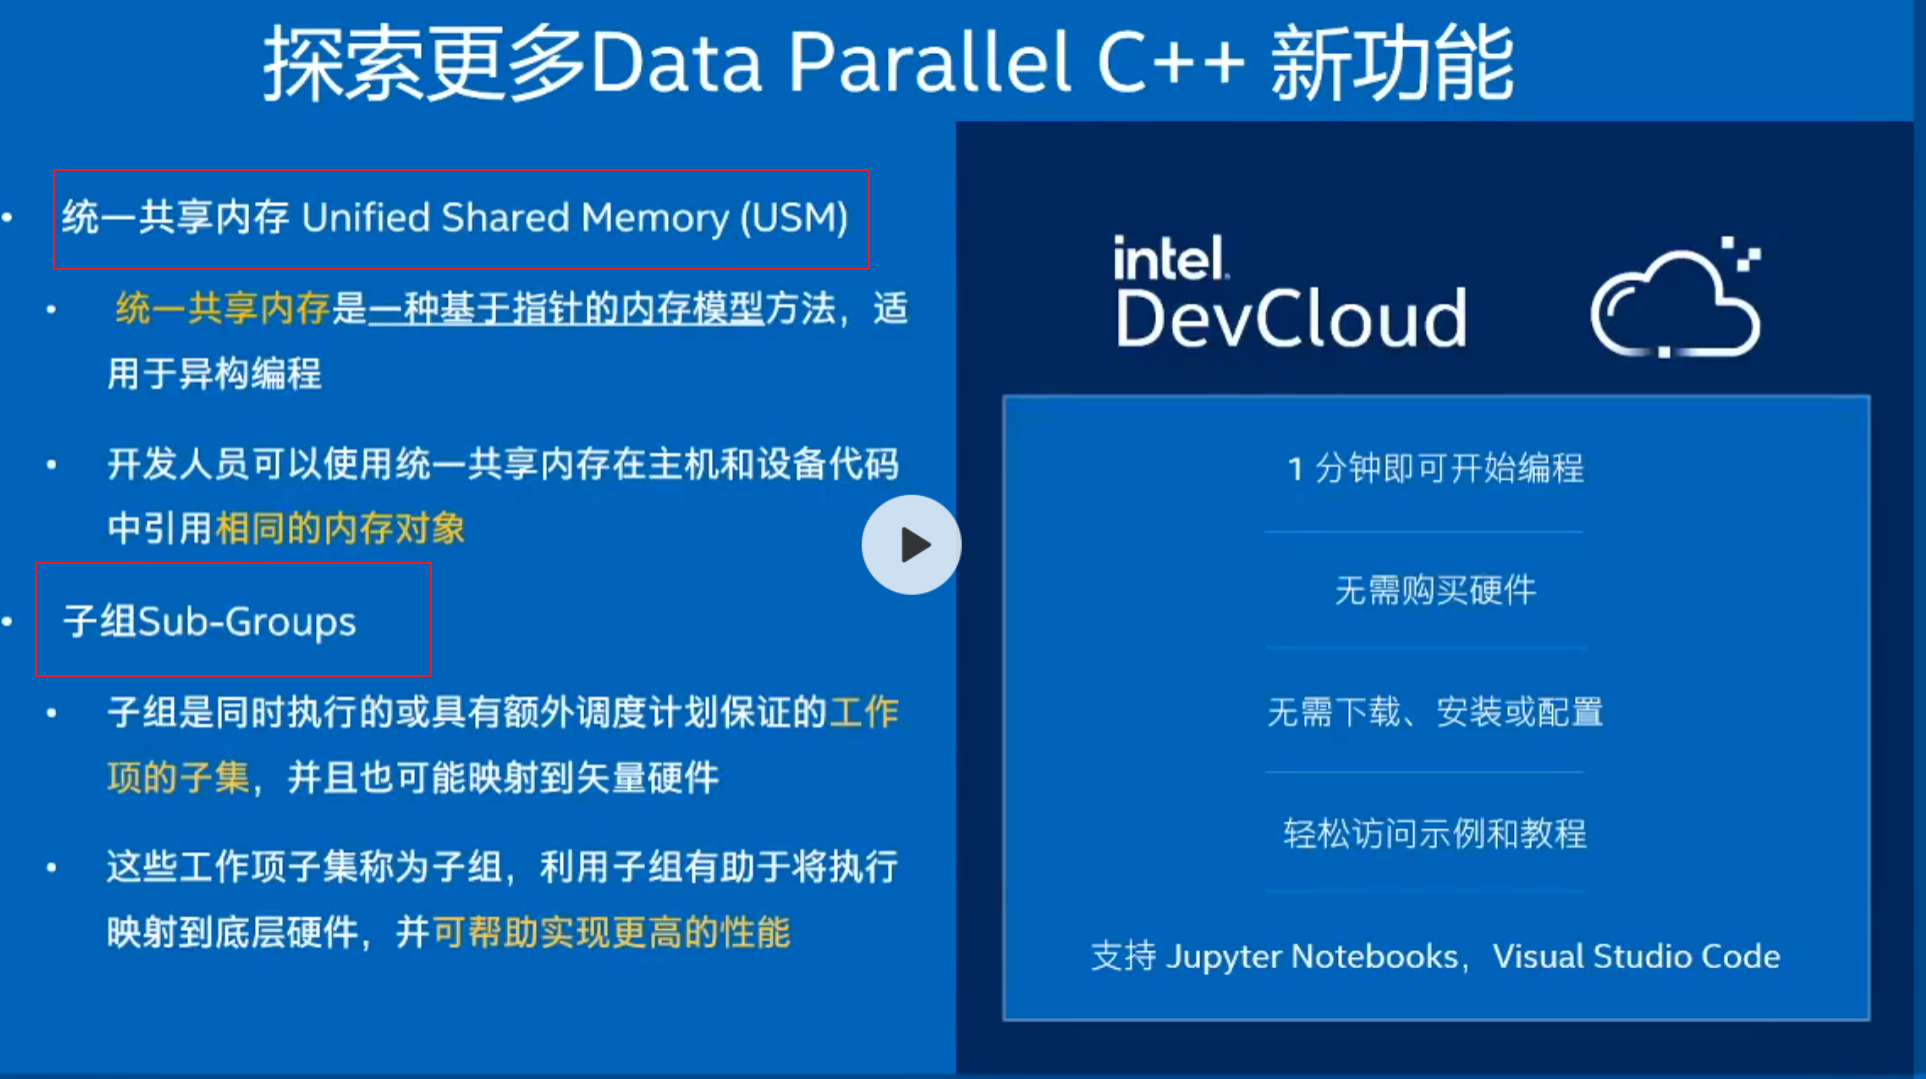 探索更多Data Parallel C++ 新功能
• 统一共享内存 Unified Shared Memory (USM)
• 统一共享内存是一种基于指针的内存模型方法，适
用于异构编程
• 开发人员可以使用统一共享内存在主机和设备代码
中引用相同的内存对象
• 子组Sub-Groups
• 子组是同时执行的或具有额外调度计划保证的工作
项的子集，并且也可能映射到矢量硬件
• 这些工作项子集称为子组，利用子组有助于将执行
映射到底层硬件，并可帮助实现更高的性能
intel.
DevCloud
1 分钟即可开始编程
无需购买硬件
无需下载、安装或配置
轻松访问示例和教程
支持 Jupyter Notebooks，Visual Studio Code